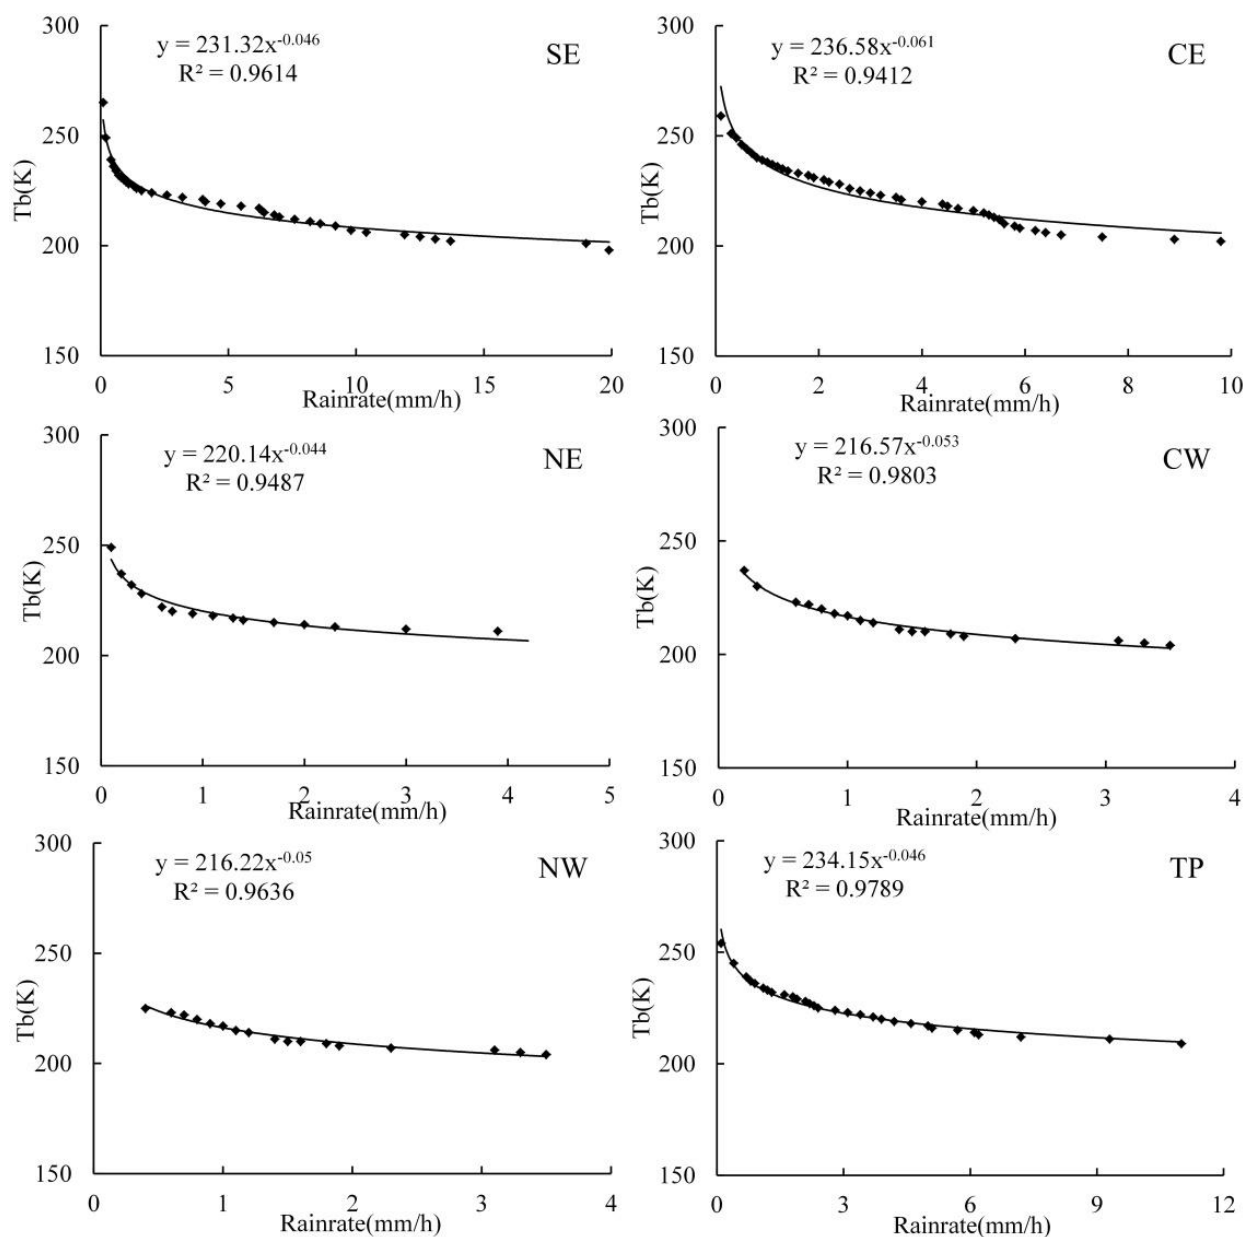 y = 231.32x^-0.046
R² = 0.9614
SE
300
250
200
150
Tb(K)
0 5 10 15 20
Rainrate(mm/h)
y = 236.58x^-0.061
R² = 0.9412
CE
300
250
200
150
Tb(K)
0 2 4 6 8 10
Rainrate(mm/h)
y = 220.14x^-0.044
R² = 0.9487
NE
300
250
200
150
Tb(K)
0 1 2 3 4 5
Rainrate(mm/h)
y = 216.57x^-0.053
R² = 0.9803
CW
300
250
200
150
Tb(K)
0 1 2 3 4
Rainrate(mm/h)
y = 216.22x^-0.05
R² = 0.9636
NW
300
250
200
150
Tb(K)
0 1 2 3 4
Rainrate(mm/h)
y = 234.15x^-0.046
R² = 0.9789
TP
300
250
200
150
Tb(K)
0 3 6 9 12
Rainrate(mm/h)